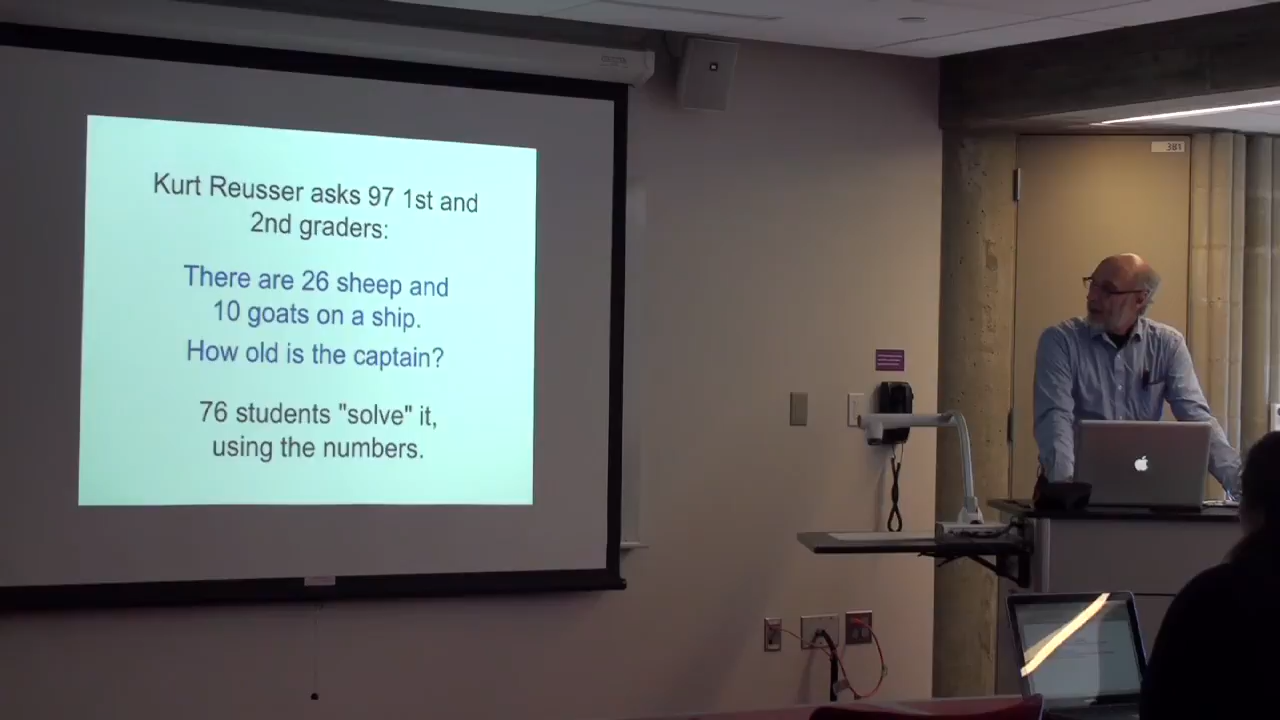 Kurt Reusser asks 97 1st and
2nd graders:
There are 26 sheep and
10 goats on a ship.
How old is the captain?
76 students "solve" it,
using the numbers.
381